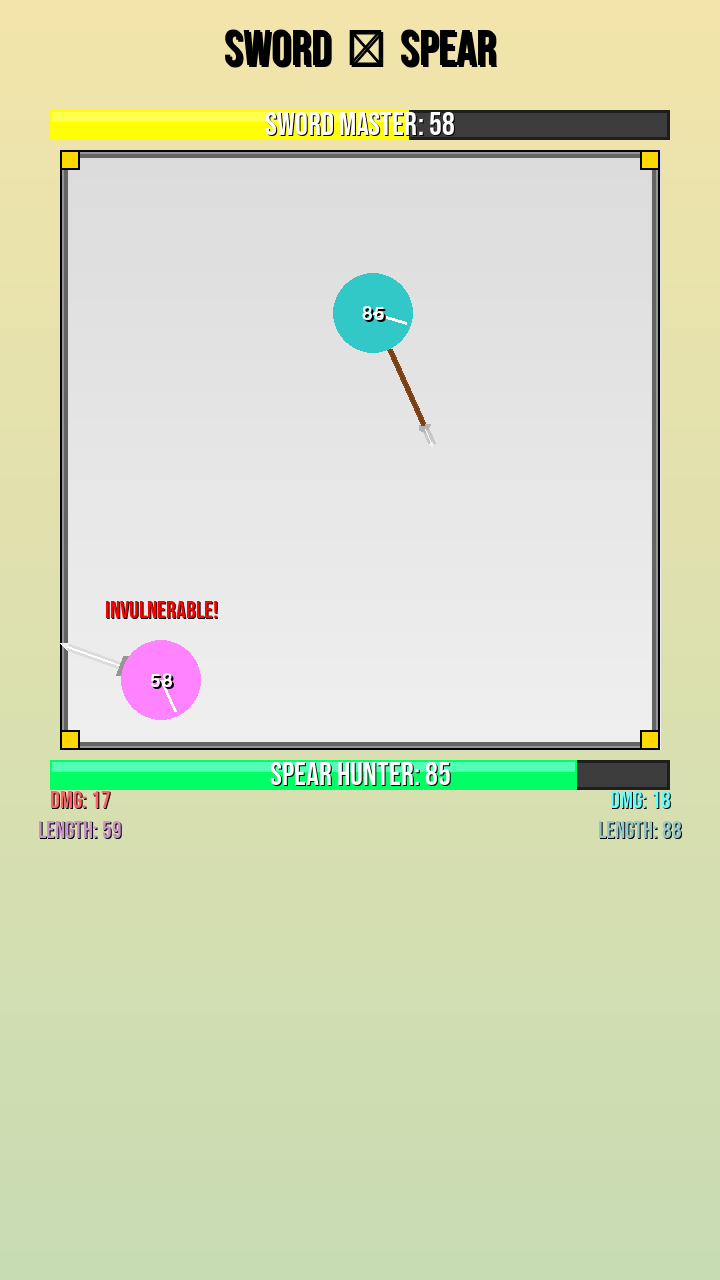 SWORD ☒ SPEAR
SWORD MASTER: 58
85
INVULNERABLE!
58
SPEAR HUNTER: 85
DMG: 17 DMG: 18
LENGTH: 59 LENGTH: 88